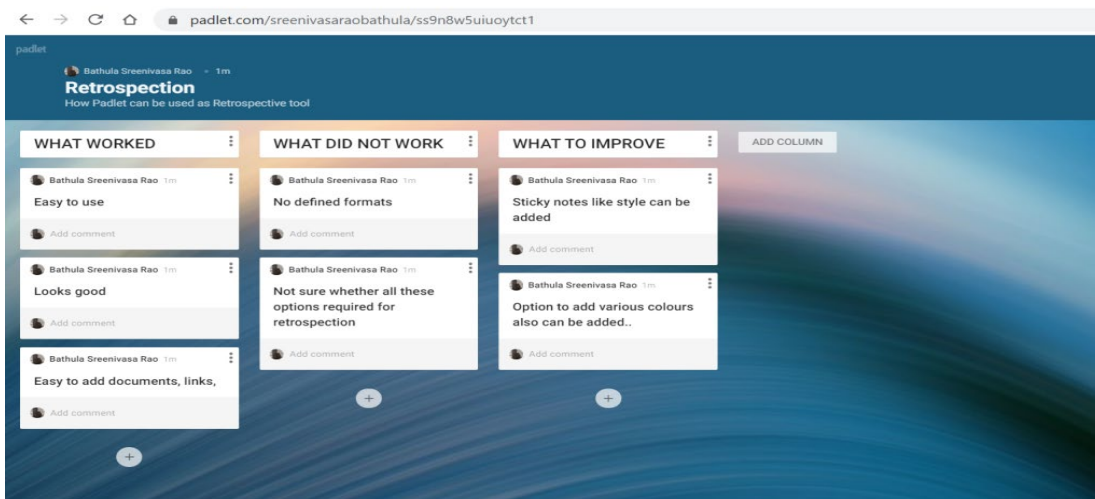 padlet.com/sreenivasaraobathula/ss9n8w5uiuoytct1
padlet
Bathula Sreenivasa Rao • 1m
Retrospection
How Padlet can be used as Retrospective tool
WHAT WORKED
Bathula Sreenivasa Rao 1m
Easy to use
Add comment
Bathula Sreenivasa Rao 1m
Looks good
Add comment
Bathula Sreenivasa Rao 1m
Easy to add documents, links,
Add comment
WHAT DID NOT WORK
Bathula Sreenivasa Rao 1m
No defined formats
Add comment
Bathula Sreenivasa Rao 1m
Not sure whether all these
options required for
retrospection
Add comment
WHAT TO IMPROVE
Bathula Sreenivasa Rao 1m
Sticky notes like style can be
added
Add comment
Bathula Sreenivasa Rao 1m
Option to add various colours
also can be added..
Add comment
ADD COLUMN